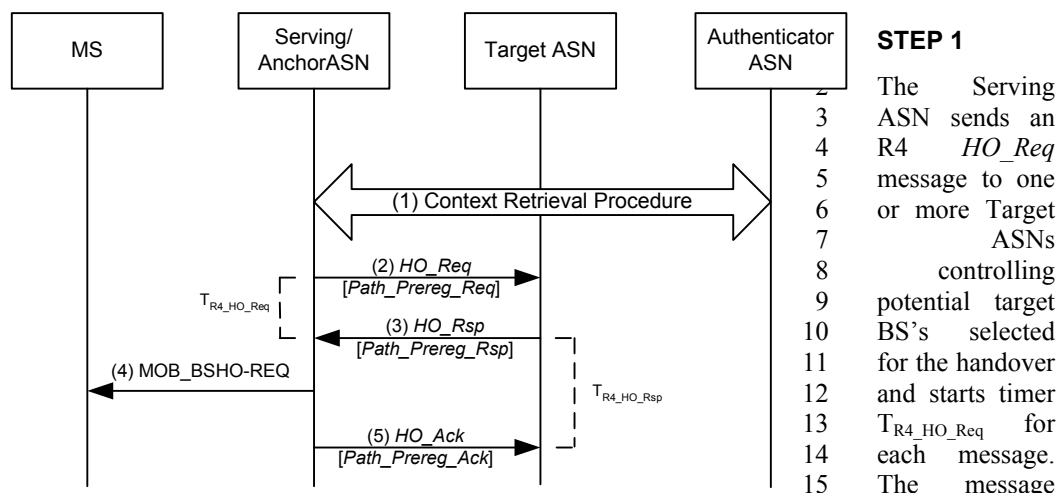 MS
Serving/
AnchorASN
Target ASN
Authenticator
ASN
(1) Context Retrieval Procedure
(2) HO_Req
[Path_Prereg_Req]
T_R4_HO_Req
(3) HO_Rsp
[Path_Prereg_Rsp]
(4) MOB_BSHO-REQ
T_R4_HO_Rsp
(5) HO_Ack
[Path_Prereg_Ack]
STEP 1
2 The Serving
3 ASN sends an
4 R4 HO_Req
5 message to one
6 or more Target
7 ASNs
8 controlling
9 potential target
10 BS's selected
11 for the handover
12 and starts timer
13 T_R4_HO_Req for
14 each message.
15 The message